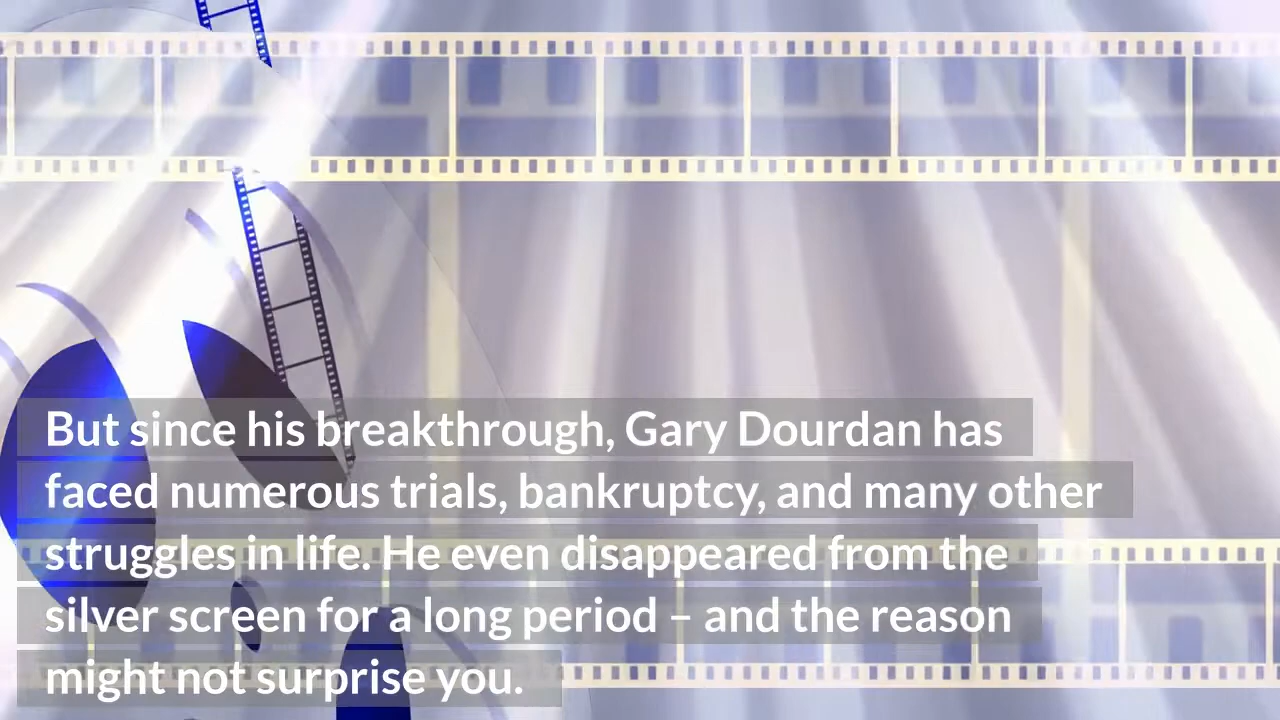 But since his breakthrough, Gary Dourdan has
faced numerous trials, bankruptcy, and many other
struggles in life. He even disappeared from the
silver screen for a long period – and the reason
might not surprise you.